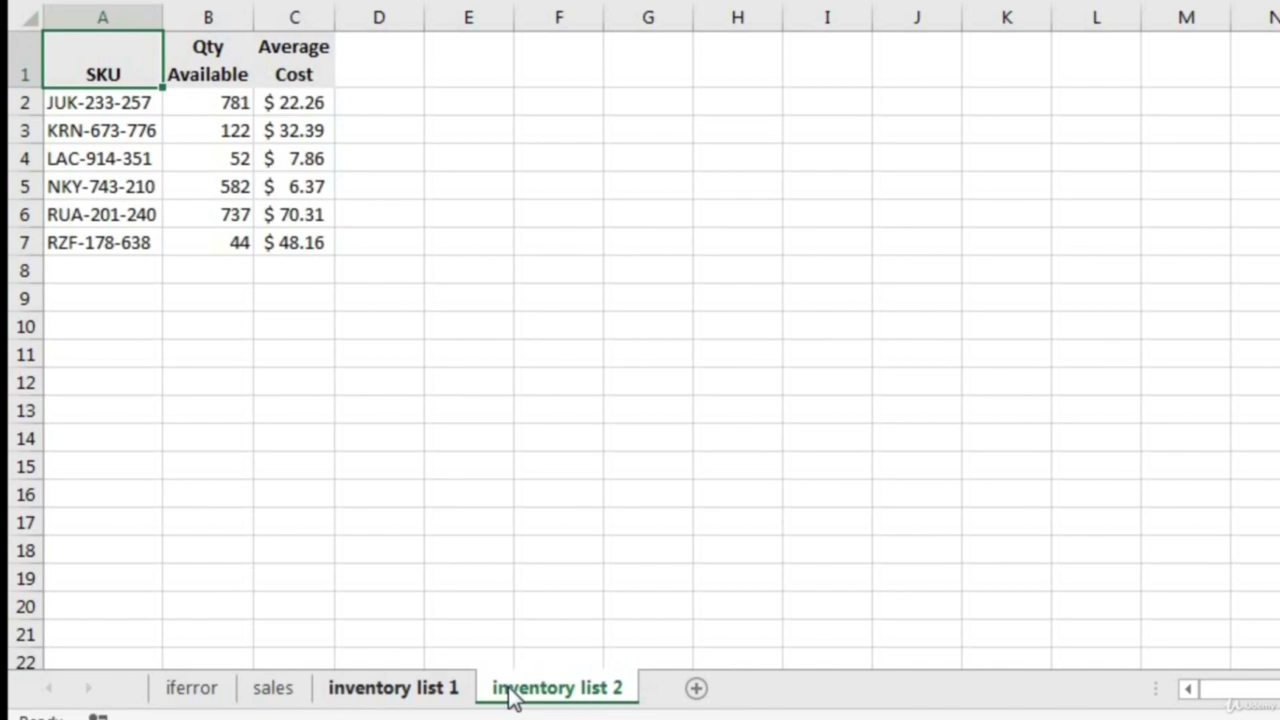 A B C D E F G H I J K L M N
1 SKU Qty Available Average Cost
2 JUK-233-257 781 $ 22.26
3 KRN-673-776 122 $ 32.39
4 LAC-914-351 52 $ 7.86
5 NKY-743-210 582 $ 6.37
6 RUA-201-240 737 $ 70.31
7 RZF-178-638 44 $ 48.16
8
9
10
11
12
13
14
15
16
17
18
19
20
21
22
iferror sales inventory list 1 inventory list 2
Udemy